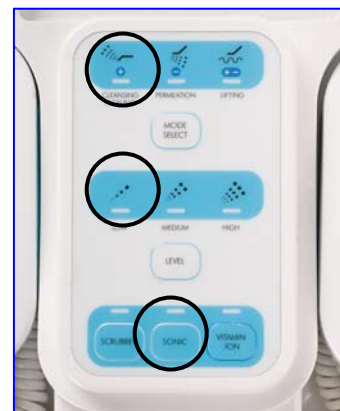 CLEANSING
PERMEATION
LIFTING
MODE
SELECT
MEDIUM
HIGH
LEVEL
SCRUBBER
SONIC
VITAMIN
ION